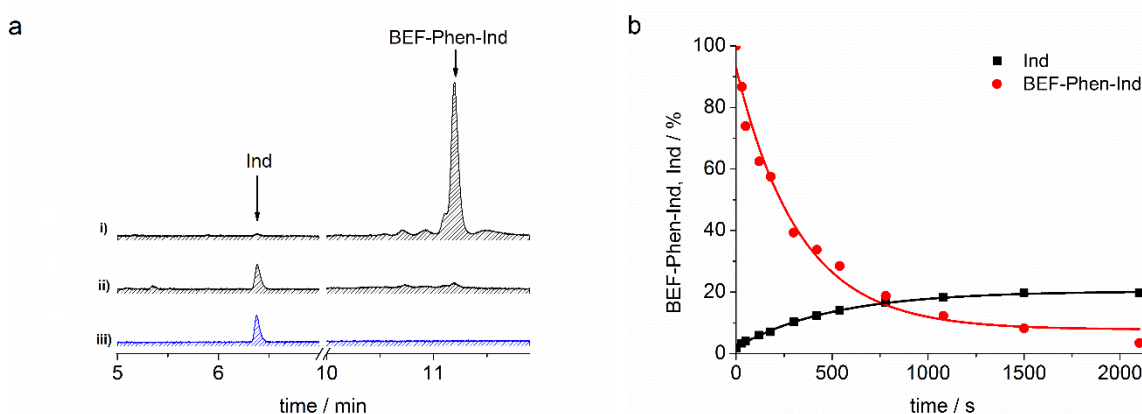 a
BEF-Phen-Ind
Ind
i)
ii)
iii)
5 6 10 11
time / min
b
BEF-Phen-Ind, Ind / %
100
80
60
40
20
0
Ind
BEF-Phen-Ind
0 500 1000 1500 2000
time / s